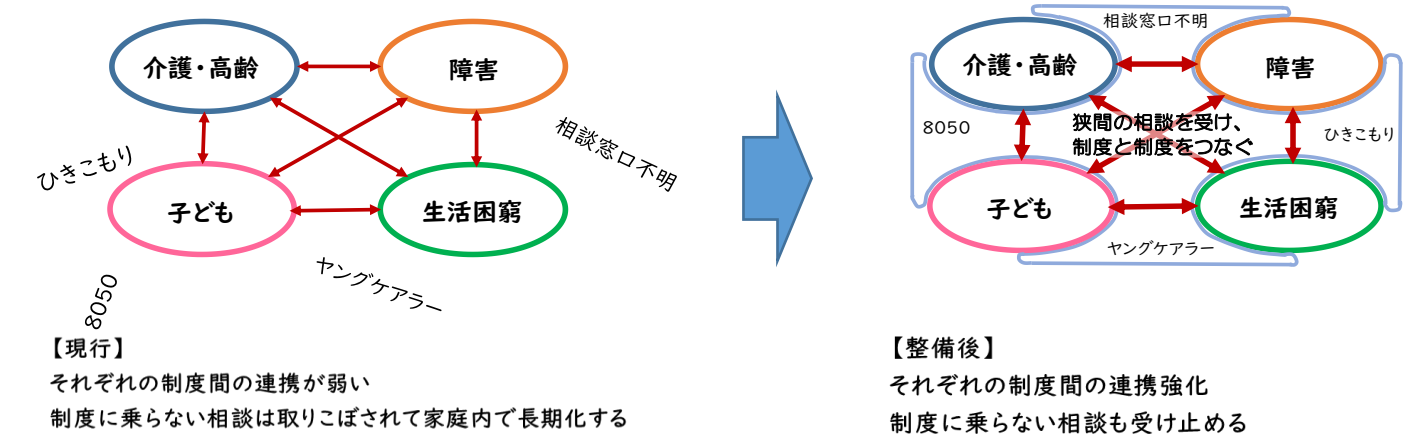 介護・高齢
障害
ひきこもり
相談窓口不明
子ども
生活困窮
ヤングケアラー
8050
【現行】
それぞれの制度間の連携が弱い
制度に乗らない相談は取りこぼされて家庭内で長期化する
相談窓口不明
介護・高齢
障害
8050
狭間の相談を受け、
制度と制度をつなぐ
ひきこもり
子ども
生活困窮
ヤングケアラー
【整備後】
それぞれの制度間の連携強化
制度に乗らない相談も受け止める